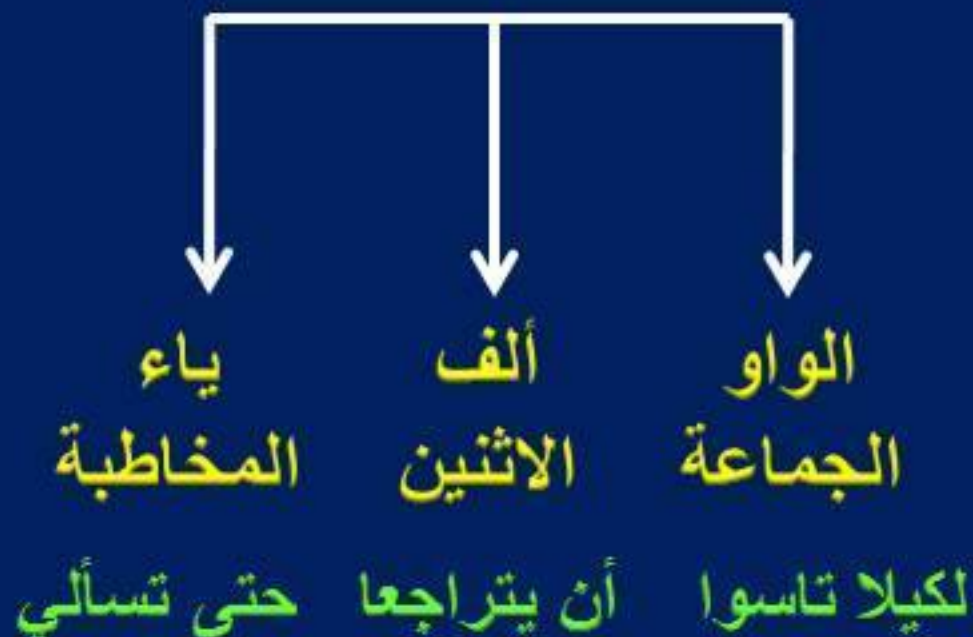 الواو ألف ياء
الجماعة الاثنين المخاطبة
لكيلا تاسوا أن يتراجعا حتى تسألي